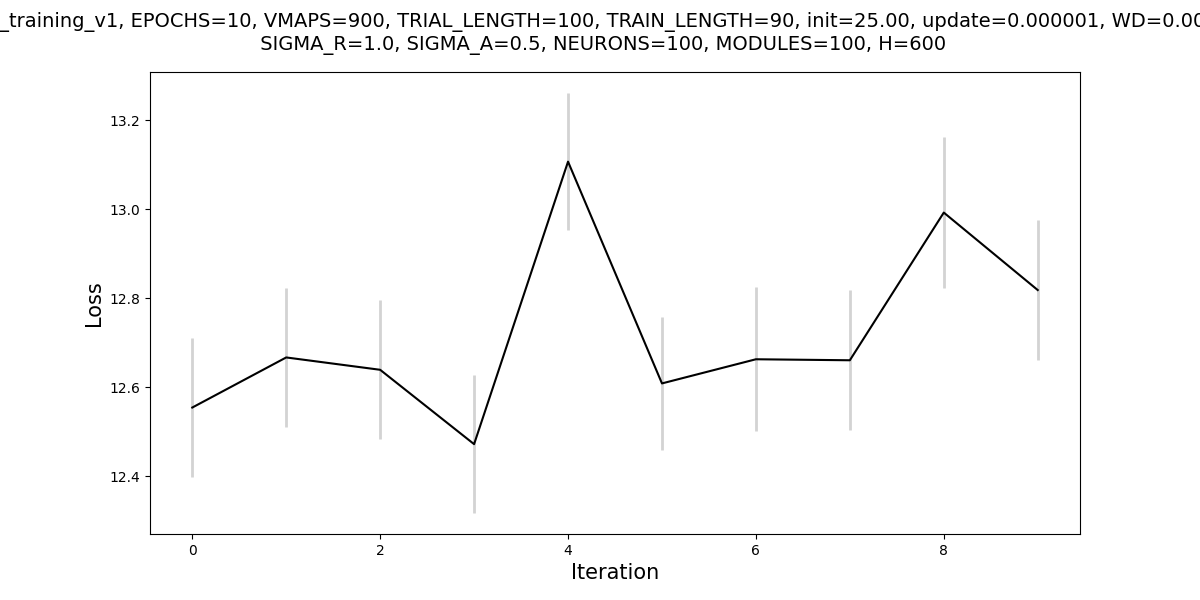 _training_v1, EPOCHS=10, VMAPS=900, TRIAL_LENGTH=100, TRAIN_LENGTH=90, init=25.00, update=0.000001, WD=0.00
SIGMA_R=1.0, SIGMA_A=0.5, NEURONS=100, MODULES=100, H=600
13.2
13.0
12.8
12.6
12.4
Loss
0 2 4 6 8
Iteration